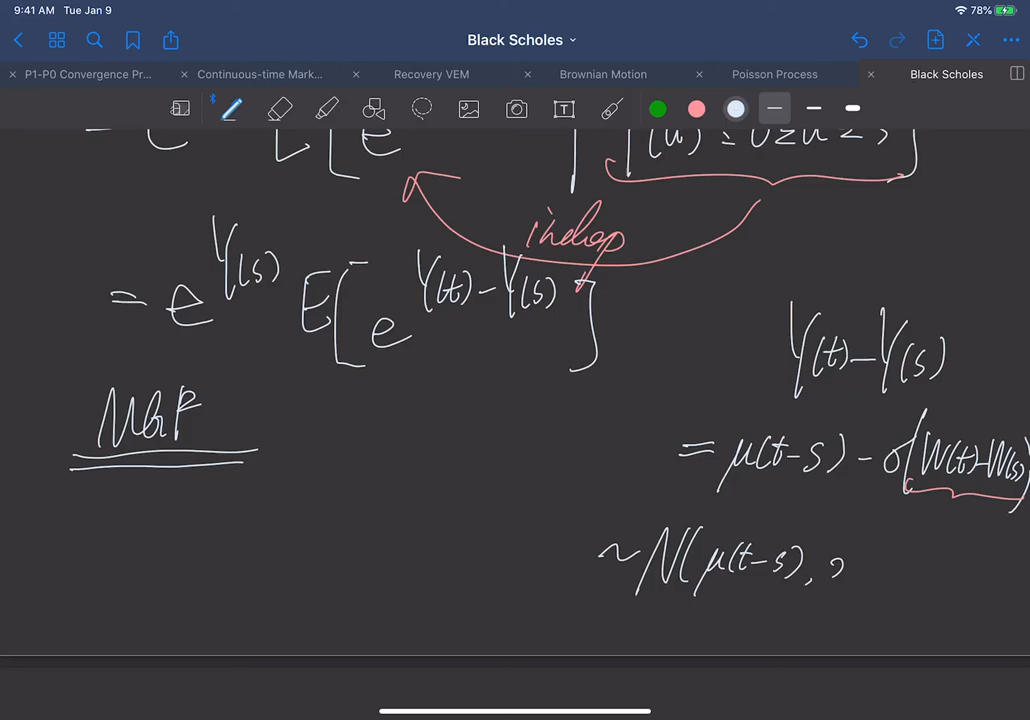 9:41 AM Tue Jan 9
78%
Black Scholes
P1-P0 Convergence Pr...
Continuous-time Mark...
Recovery VEM
Brownian Motion
Poisson Process
Black Scholes
T
(u) : 0≤u≤s]
indep
= e^{Y(s)} E[e^{Y(t)-Y(s)}]
Y(t)-Y(s)
MGF
= μ(t-s) - σ(W(t)-W(s))
~N(μ(t-s),